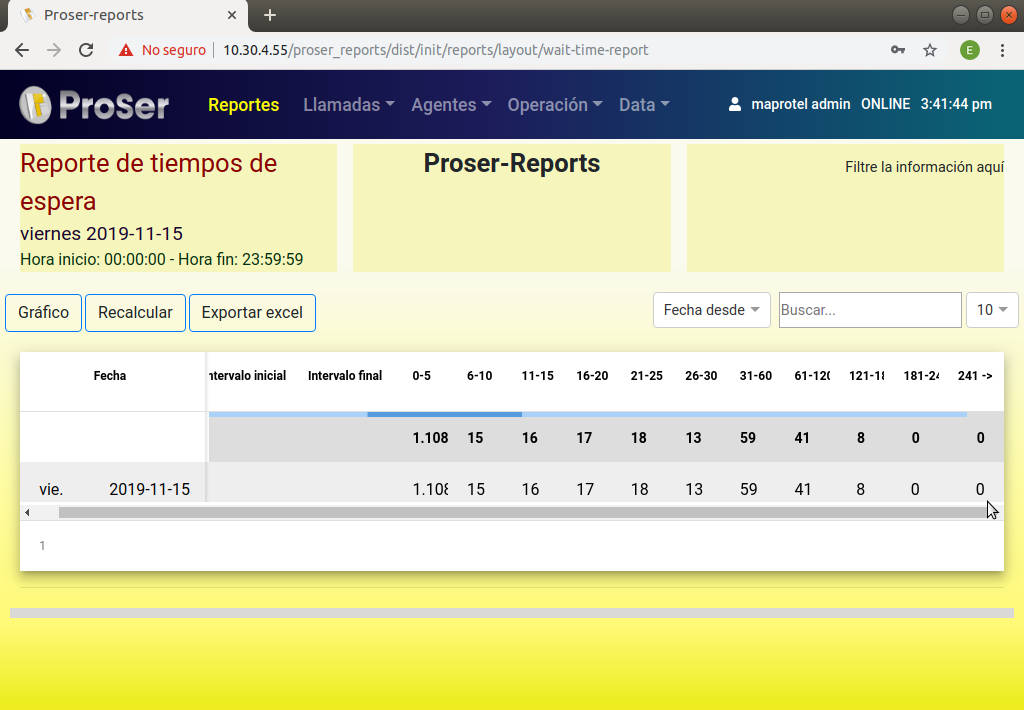 Proser-reports
No seguro 10.30.4.55/proser_reports/dist/init/reports/layout/wait-time-report E
ProSer Reportes Llamadas Agentes Operación Data maprotel admin ONLINE 3:41:44 pm
Reporte de tiempos de
espera
viernes 2019-11-15
Hora inicio: 00:00:00 - Hora fin: 23:59:59
Proser-Reports
Filtre la información aquí
Gráfico Recalcular Exportar excel Fecha desde Buscar... 10
Fecha ntervalo inicial Intervalo final 0-5 6-10 11-15 16-20 21-25 26-30 31-60 61-120 121-18 181-24 241 ->
1.108 15 16 17 18 13 59 41 8 0 0
vie. 2019-11-15 1.108 15 16 17 18 13 59 41 8 0 0
1